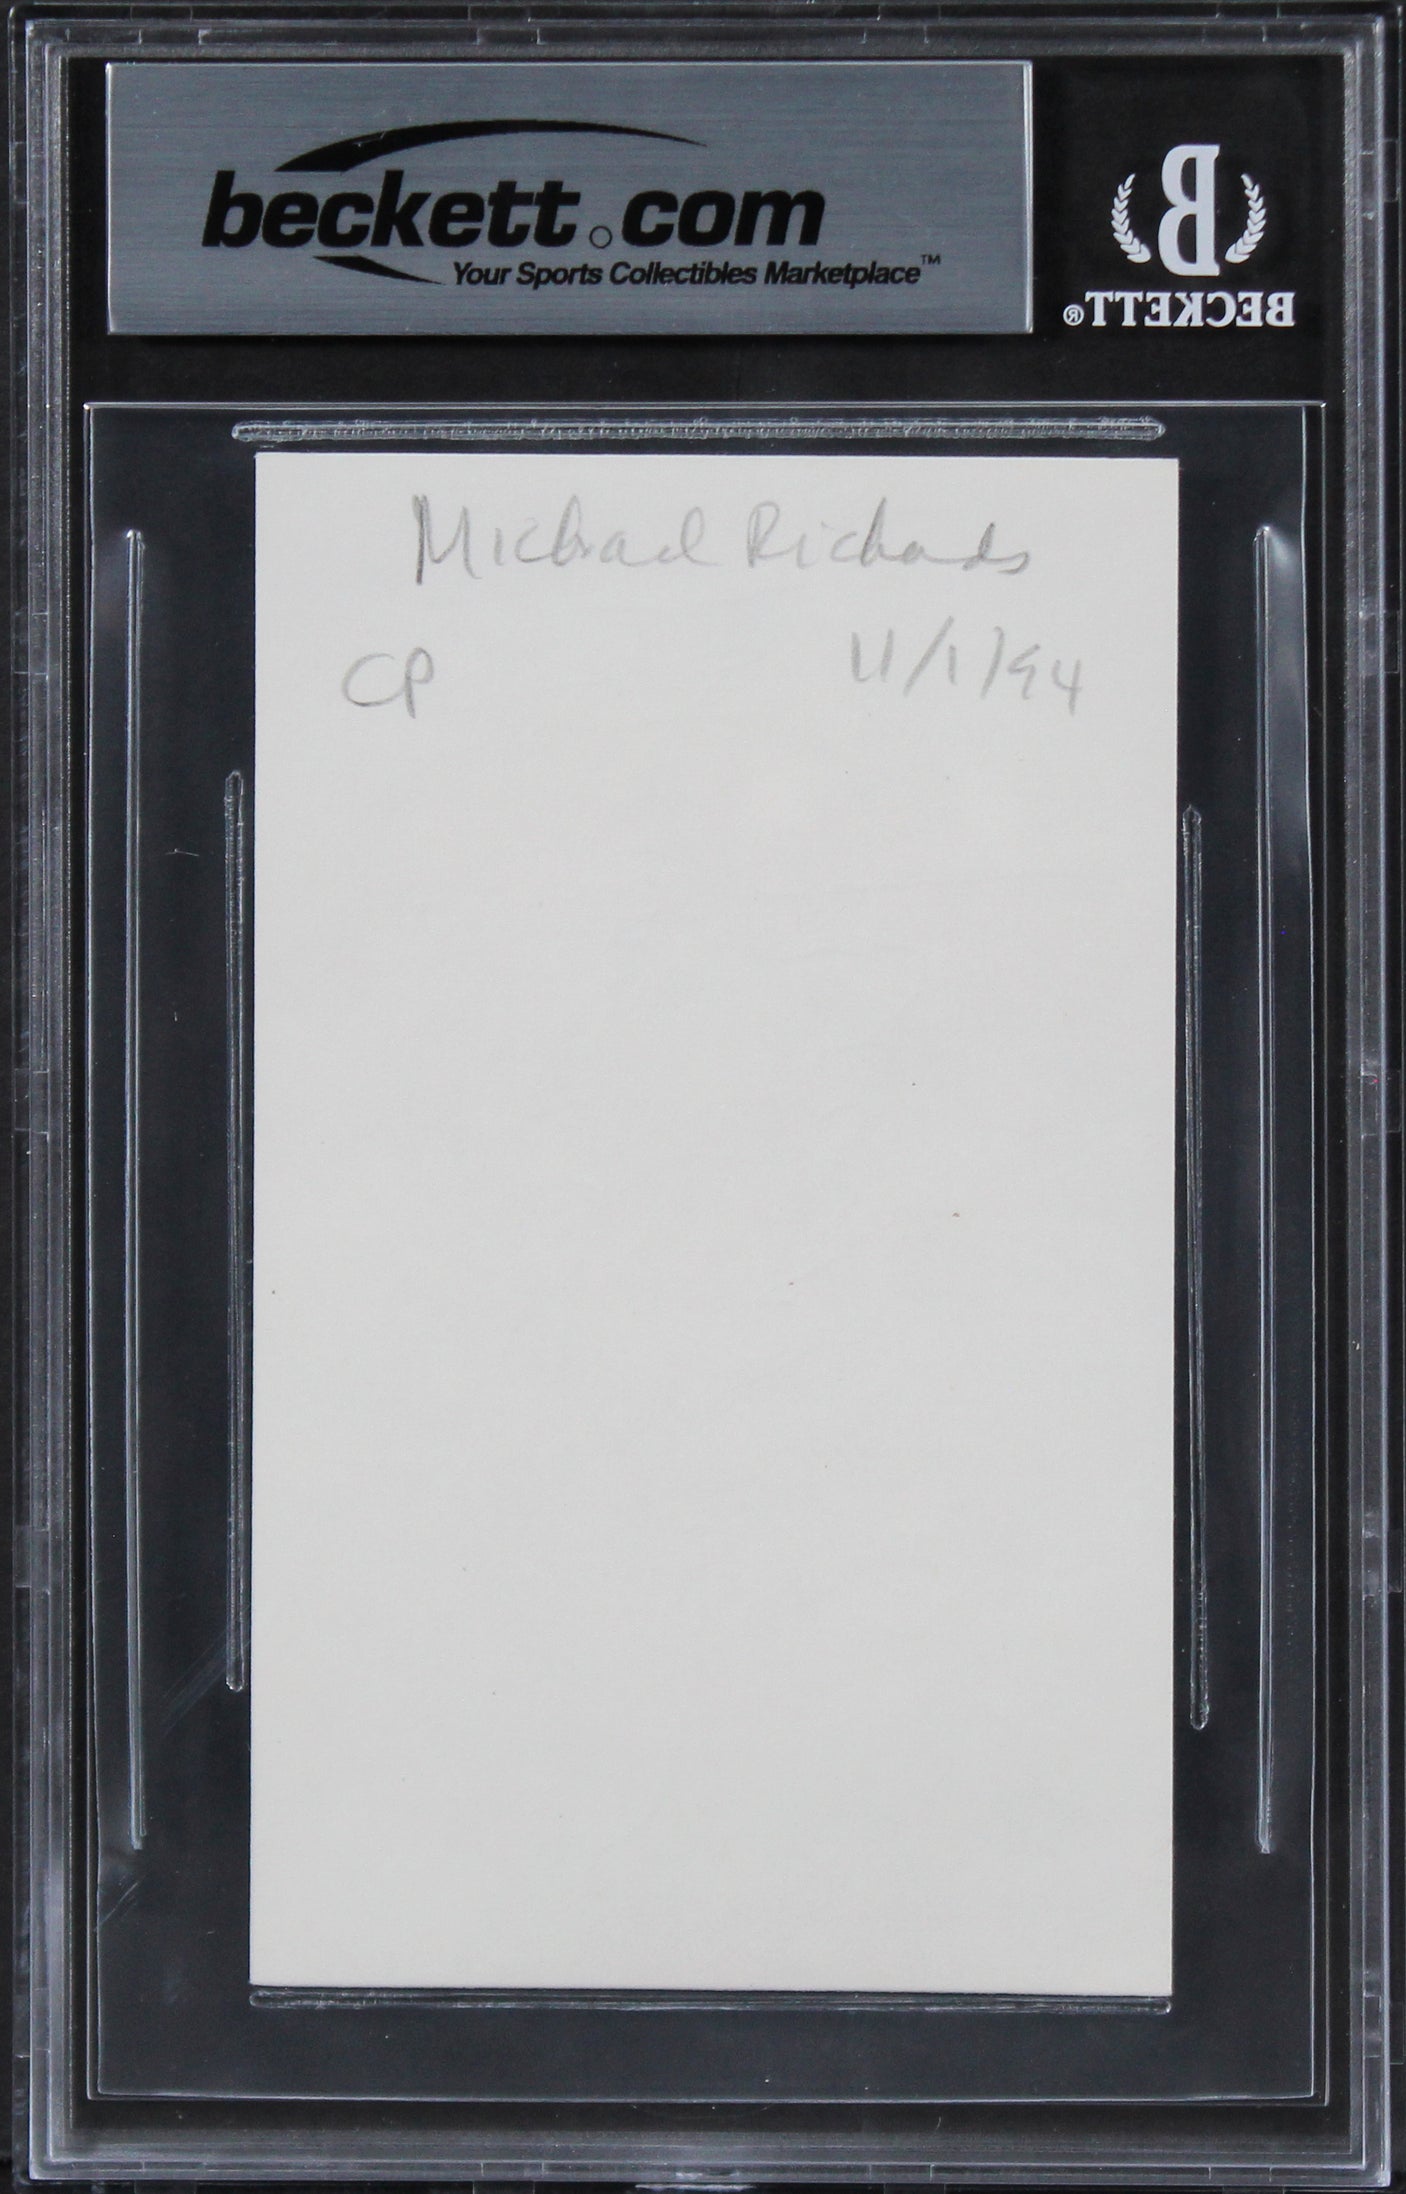 beckett.com
Your Sports Collectibles Marketplace™
B
BECKETT®
Michael Richards
CP 11/1/94